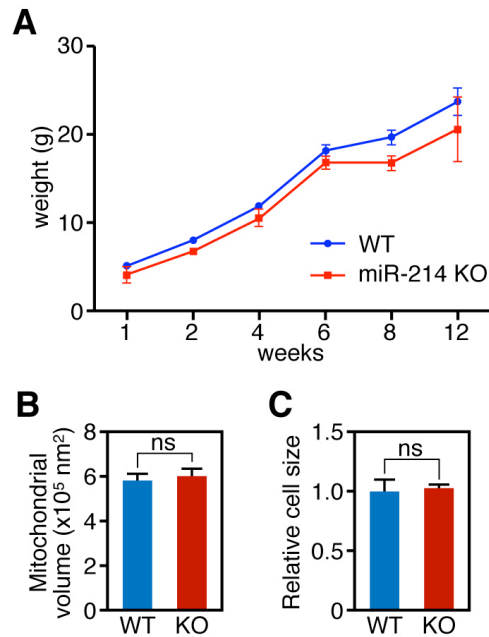 A
30
20
10
0
weight (g)
WT
miR-214 KO
1 2 4 6 8 12
weeks
B
8
6
4
2
0
Mitochondrial
volume (x10⁵ nm²)
ns
WT KO
C
1.5
1.0
0.5
0
Relative cell size
ns
WT KO